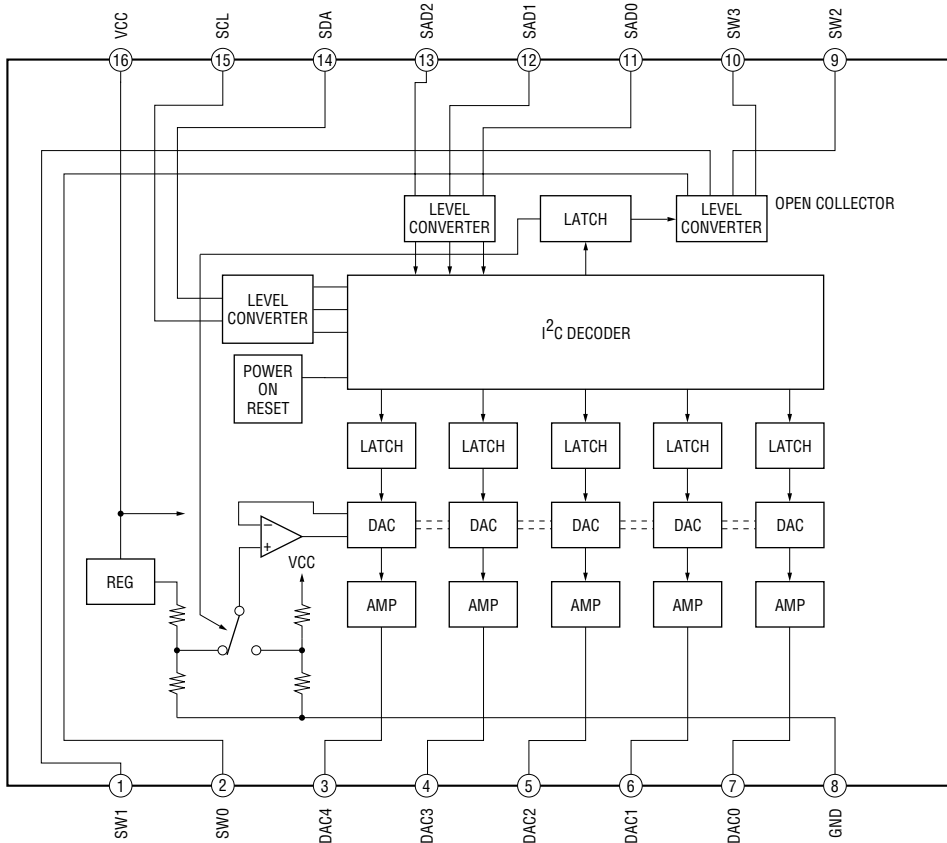 VCC
SCL
SDA
SAD2
SAD1
SAD0
SW3
SW2
16
15
14
13
12
11
10
9
LEVEL
CONVERTER
LATCH
LEVEL
CONVERTER
OPEN COLLECTOR
LEVEL
CONVERTER
I²C DECODER
POWER
ON
RESET
LATCH
LATCH
LATCH
LATCH
LATCH
−
+
DAC
DAC
DAC
DAC
DAC
VCC
REG
AMP
AMP
AMP
AMP
AMP
1
2
3
4
5
6
7
8
SW1
SW0
DAC4
DAC3
DAC2
DAC1
DAC0
GND